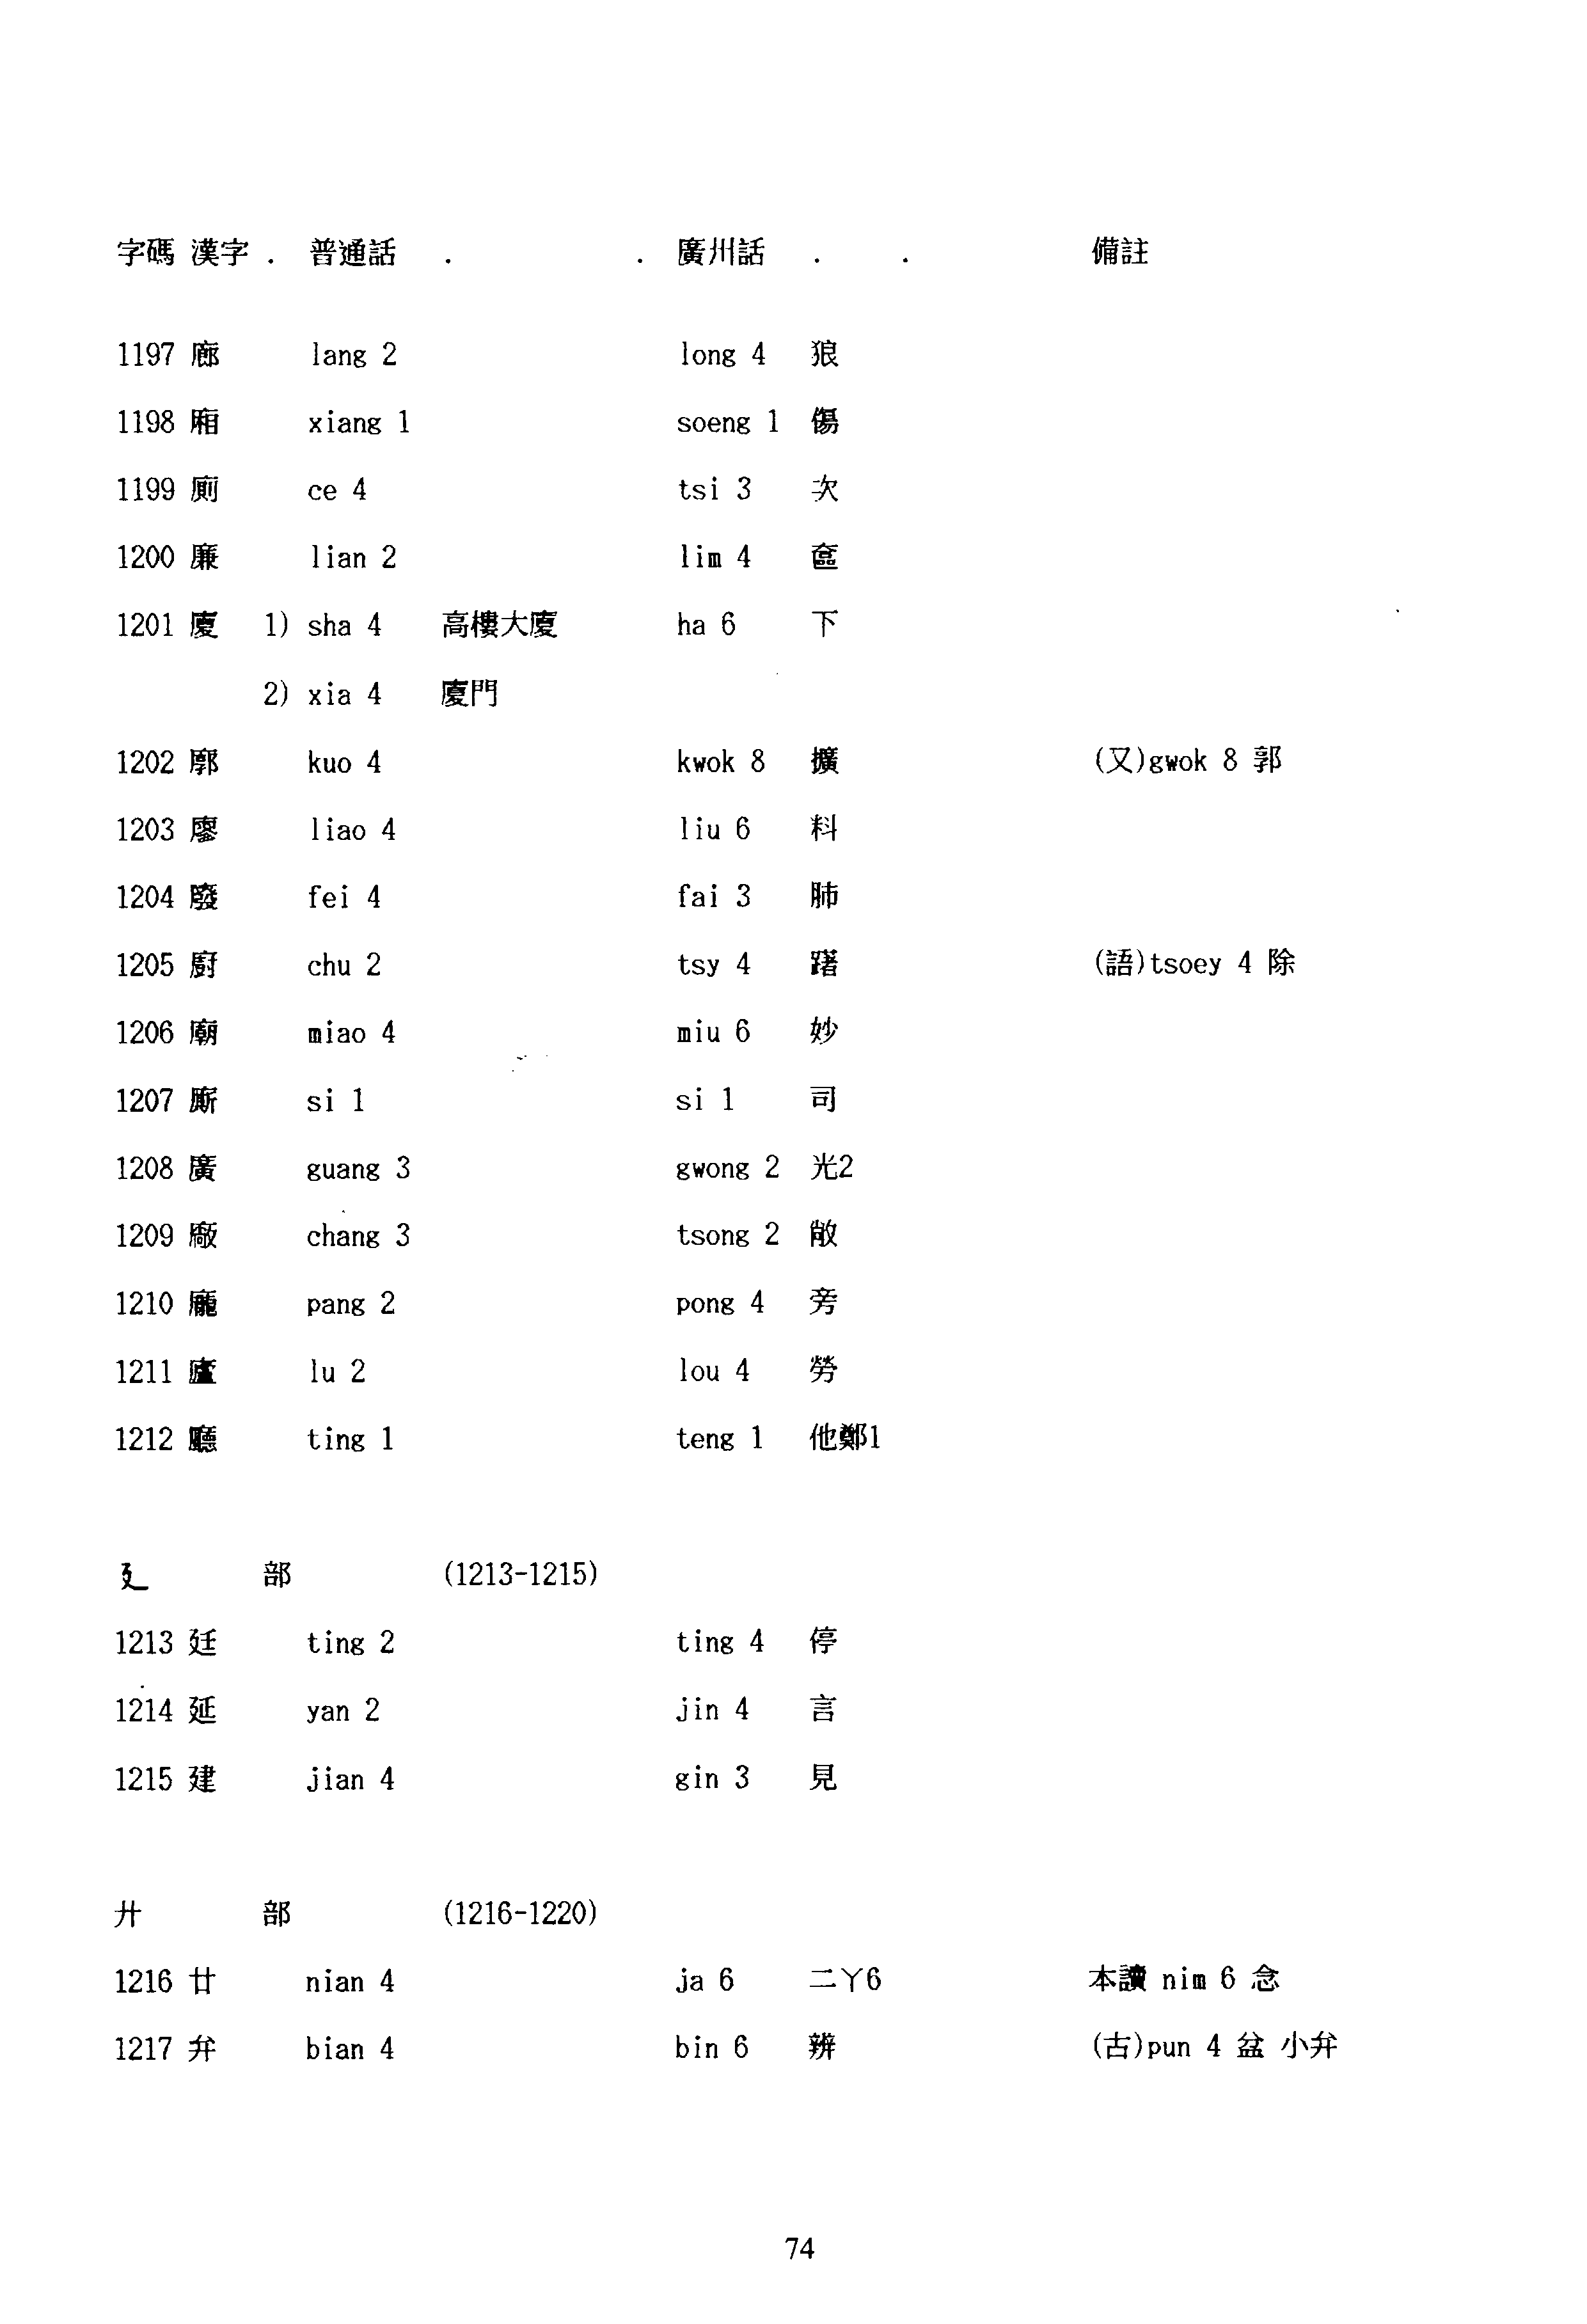 字碼 漢字 . 普通話 . . 廣州話 . . 備註
1197 廊 lang 2 long 4 狼
1198 廂 xiang 1 soeng 1 傷
1199 廁 ce 4 tsi 3 次
1200 廉 lian 2 lim 4 奩
1201 廈 1) sha 4 高樓大廈 ha 6 下
2) xia 4 廈門
1202 廓 kuo 4 kwok 8 擴 (又)gwok 8 郭
1203 廖 liao 4 liu 6 料
1204 廢 fei 4 fai 3 肺
1205 廚 chu 2 tsy 4 躇 (語)tsoey 4 除
1206 廟 miao 4 miu 6 妙
1207 廝 si 1 si 1 司
1208 廣 guang 3 gwong 2 光2
1209 廠 chang 3 tsong 2 敞
1210 龐 pang 2 pong 4 旁
1211 廬 lu 2 lou 4 勞
1212 廳 ting 1 teng 1 他鄭1
廴 部 (1213-1215)
1213 廷 ting 2 ting 4 停
1214 延 yan 2 jin 4 言
1215 建 jian 4 gin 3 見
廾 部 (1216-1220)
1216 廿 nian 4 ja 6 二丫6 本讀 nim 6 念
1217 弁 bian 4 bin 6 辨 (古)pun 4 盆 小弁
74